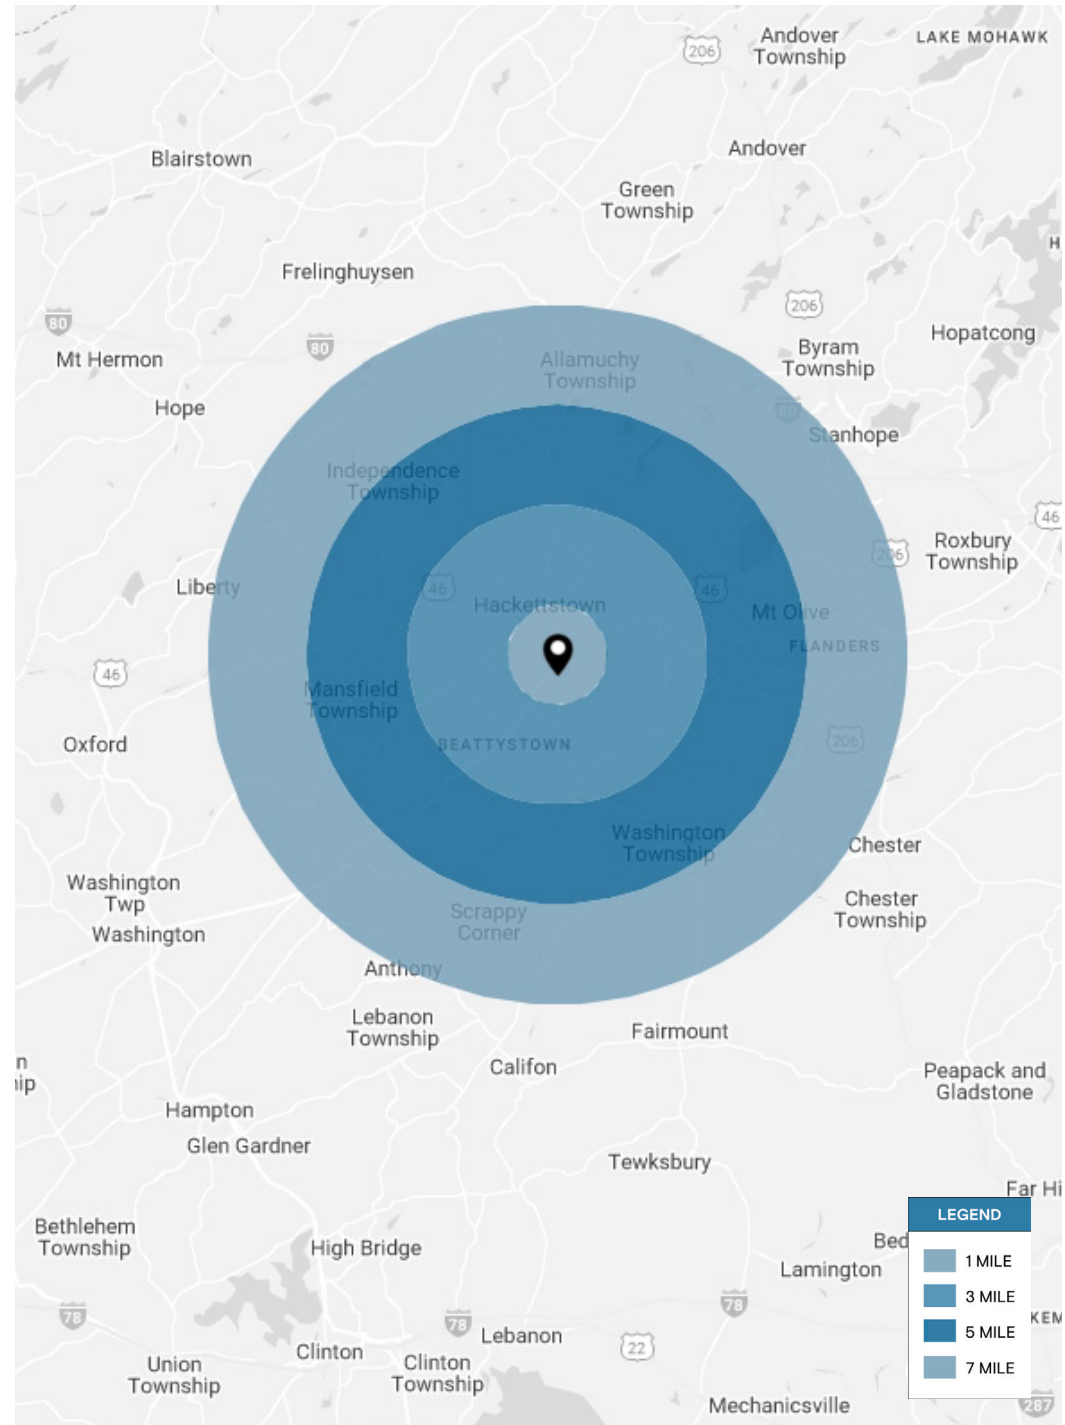 Andover
Township
LAKE MOHAWK
206
Andover
Blairstown
Green
Township
H
Frelinghuysen
206
80
80
Hopatcong
Mt Hermon
Allamuchy
Township
Byram
Township
Hope
80
Stanhope
Independence
Township
46
Roxbury
Township
206
Liberty
46
46
Hackettstown
Mt Olive
FLANDERS
46
Mansfield
Township
Oxford
BEATTYSTOWN
206
Washington
Township
Chester
Washington
Twp
Chester
Township
Scrappy
Corner
Washington
Anthony
Lebanon
Township
Fairmount
n
ip
Califon
Peapack and
Gladstone
Hampton
Glen Gardner
Tewksbury
Far Hi
LEGEND
1 MILE
3 MILE
5 MILE
7 MILE
Bethlehem
Township
High Bridge
Bed
Lamington
78
78
78
KEM
Lebanon
22
Clinton
Union
Township
Clinton
Township
Mechanicsville
287